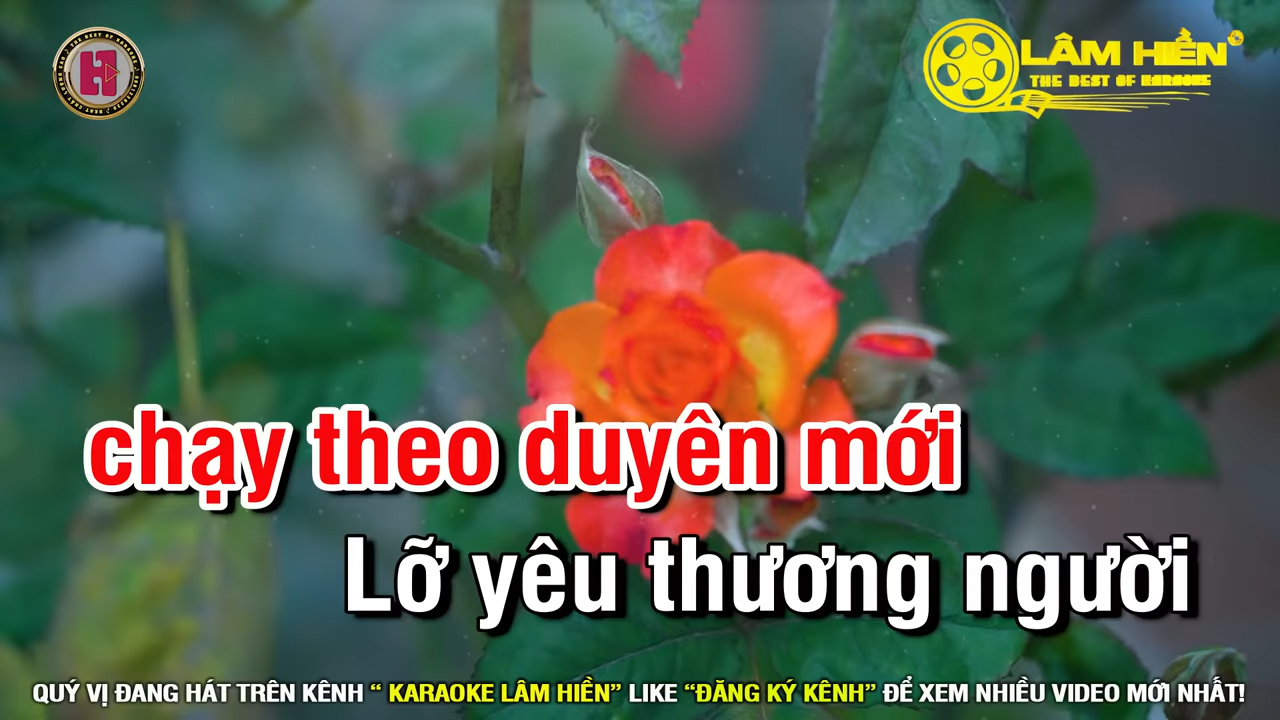 LÂM HIỀN
THE BEST OF KARAOKE
chạy theo duyên mới
Lỡ yêu thương người
QUÝ VỊ ĐANG HÁT TRÊN KÊNH “ KARAOKE LÂM HIỀN” LIKE “ĐĂNG KÝ KÊNH” ĐỂ XEM NHIỀU VIDEO MỚI NHẤT!